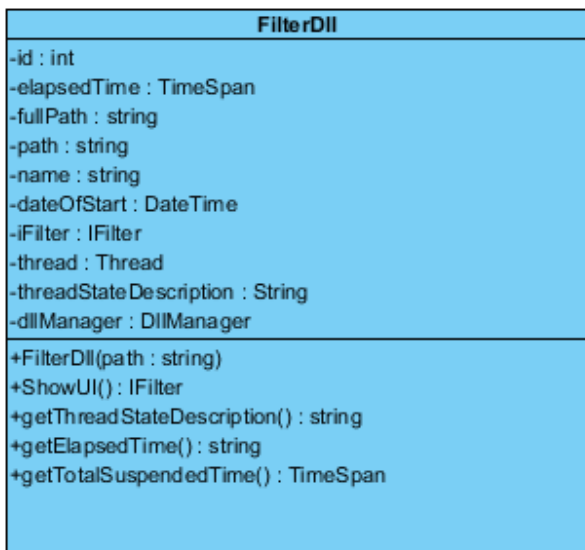 FilterDll
-id : int
-elapsedTime : TimeSpan
-fullPath : string
-path : string
-name : string
-dateOfStart : DateTime
-iFilter : IFilter
-thread : Thread
-threadStateDescription : String
-dllManager : DllManager
+FilterDll(path : string)
+ShowUI() : IFilter
+getThreadStateDescription() : string
+getElapsedTime() : string
+getTotalSuspendedTime() : TimeSpan